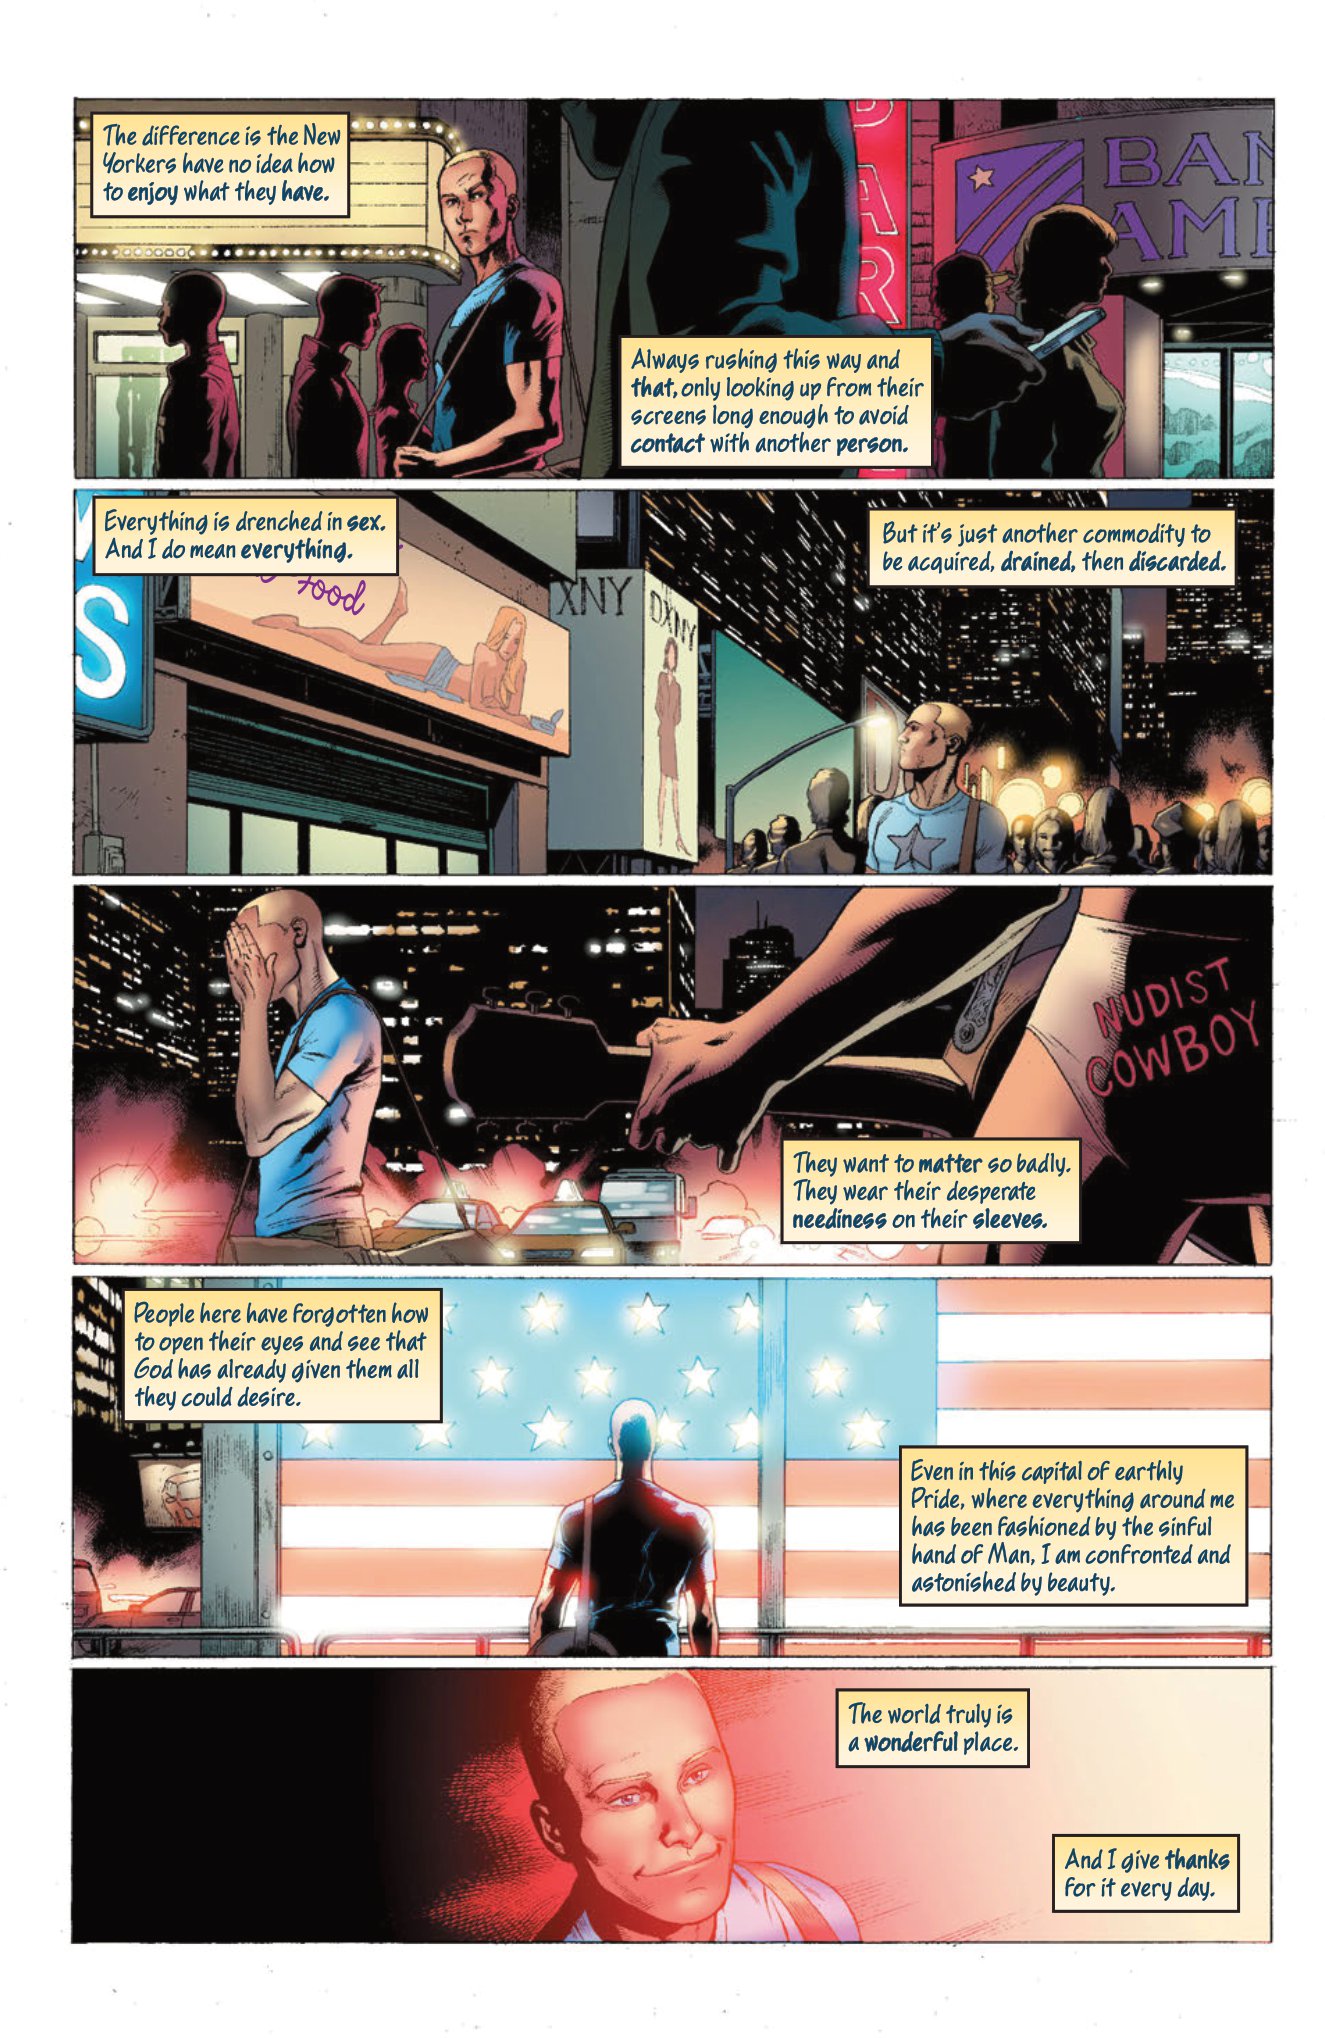 The difference is the New
Yorkers have no idea how
to enjoy what they have.
BAR
BAN
AME
Always rushing this way and
that, only looking up from their
screens long enough to avoid
contact with another person.
Everything is drenched in sex.
And I do mean everything.
But it's just another commodity to
be acquired, drained, then discarded.
S
Food
DXNY
DXNY
NUDIST
COWBOY
They want to matter so badly.
They wear their desperate
neediness on their sleeves.
People here have forgotten how
to open their eyes and see that
God has already given them all
they could desire.
Even in this capital of earthly
Pride, where everything around me
has been fashioned by the sinful
hand of Man, I am confronted and
astonished by beauty.
The world truly is
a wonderful place.
And I give thanks
for it every day.